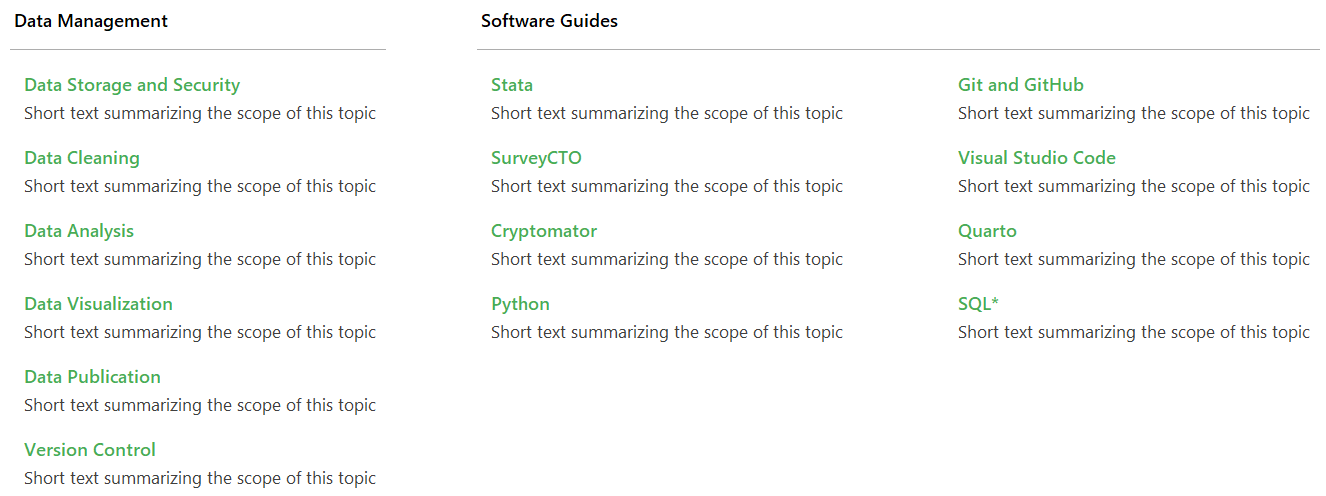 Data Management
Data Storage and Security
Short text summarizing the scope of this topic
Data Cleaning
Short text summarizing the scope of this topic
Data Analysis
Short text summarizing the scope of this topic
Data Visualization
Short text summarizing the scope of this topic
Data Publication
Short text summarizing the scope of this topic
Version Control
Short text summarizing the scope of this topic
Software Guides
Stata
Short text summarizing the scope of this topic
SurveyCTO
Short text summarizing the scope of this topic
Cryptomator
Short text summarizing the scope of this topic
Python
Short text summarizing the scope of this topic
Git and GitHub
Short text summarizing the scope of this topic
Visual Studio Code
Short text summarizing the scope of this topic
Quarto
Short text summarizing the scope of this topic
SQL*
Short text summarizing the scope of this topic